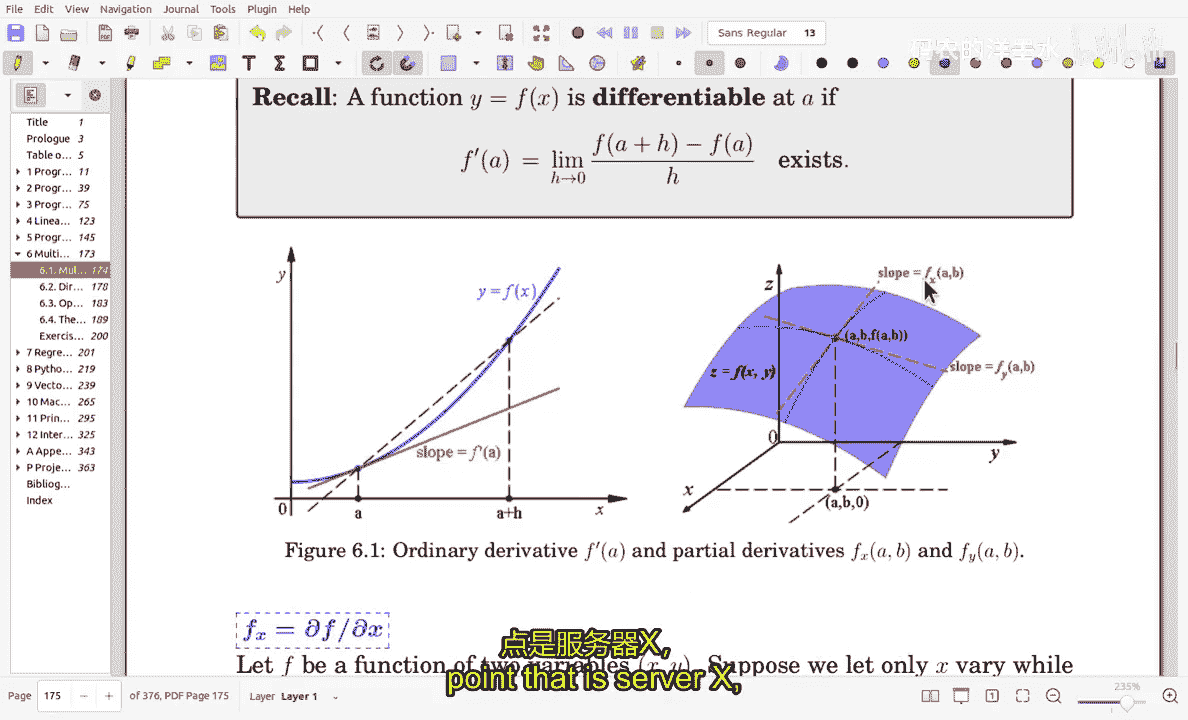 File Edit View Navigation Journal Tools Plugin Help
Sans Regular 13
Title 1
Prologue 3
Table o... 5
1 Progr... 11
2 Progr... 39
3 Progr... 75
4 Linea... 123
5 Progr... 145
6 Multi... 173
6.1. Mul... 174
6.2. Dir... 178
6.3. Op... 183
6.4. The... 189
Exercis... 200
7 Regre... 201
8 Pytho... 219
9 Vecto... 239
10 Mac... 265
11 Prin... 295
12 Inter... 325
A Appe... 343
P Proje... 363
Bibliog...
Index
Recall: A function y = f(x) is differentiable at a if
f′(a) = lim h→0 f(a + h) − f(a) / h exists.
y
y = f(x)
slope = f'(a)
0 a a+h x
z
slope = fx(a,b)
(a,b,f(a,b))
z = f(x, y)
slope = fy(a,b)
0
y
x
(a,b,0)
Figure 6.1: Ordinary derivative f′(a) and partial derivatives fx(a, b) and fy(a, b).
fx = ∂f/∂x
Let f be a function of two variables (x, y). Suppose we let only x vary while
点是服务器X,
point that is server X,
Page 175 of 376, PDF Page 175 Layer Layer 1
235%